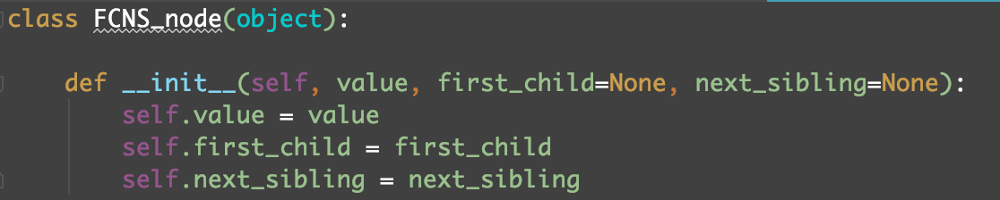 class FCNS_node(object):
def __init__(self, value, first_child=None, next_sibling=None):
self.value = value
self.first_child = first_child
self.next_sibling = next_sibling